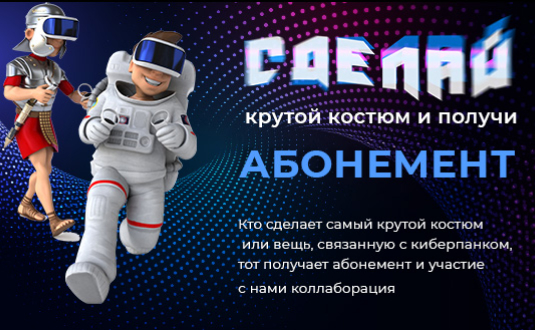 СДЕЛАЙ
крутой костюм и получи
АБОНЕМЕНТ
Кто сделает самый крутой костюм
или вещь, связанную с киберпанком,
тот получает абонемент и участие
с нами коллаборация